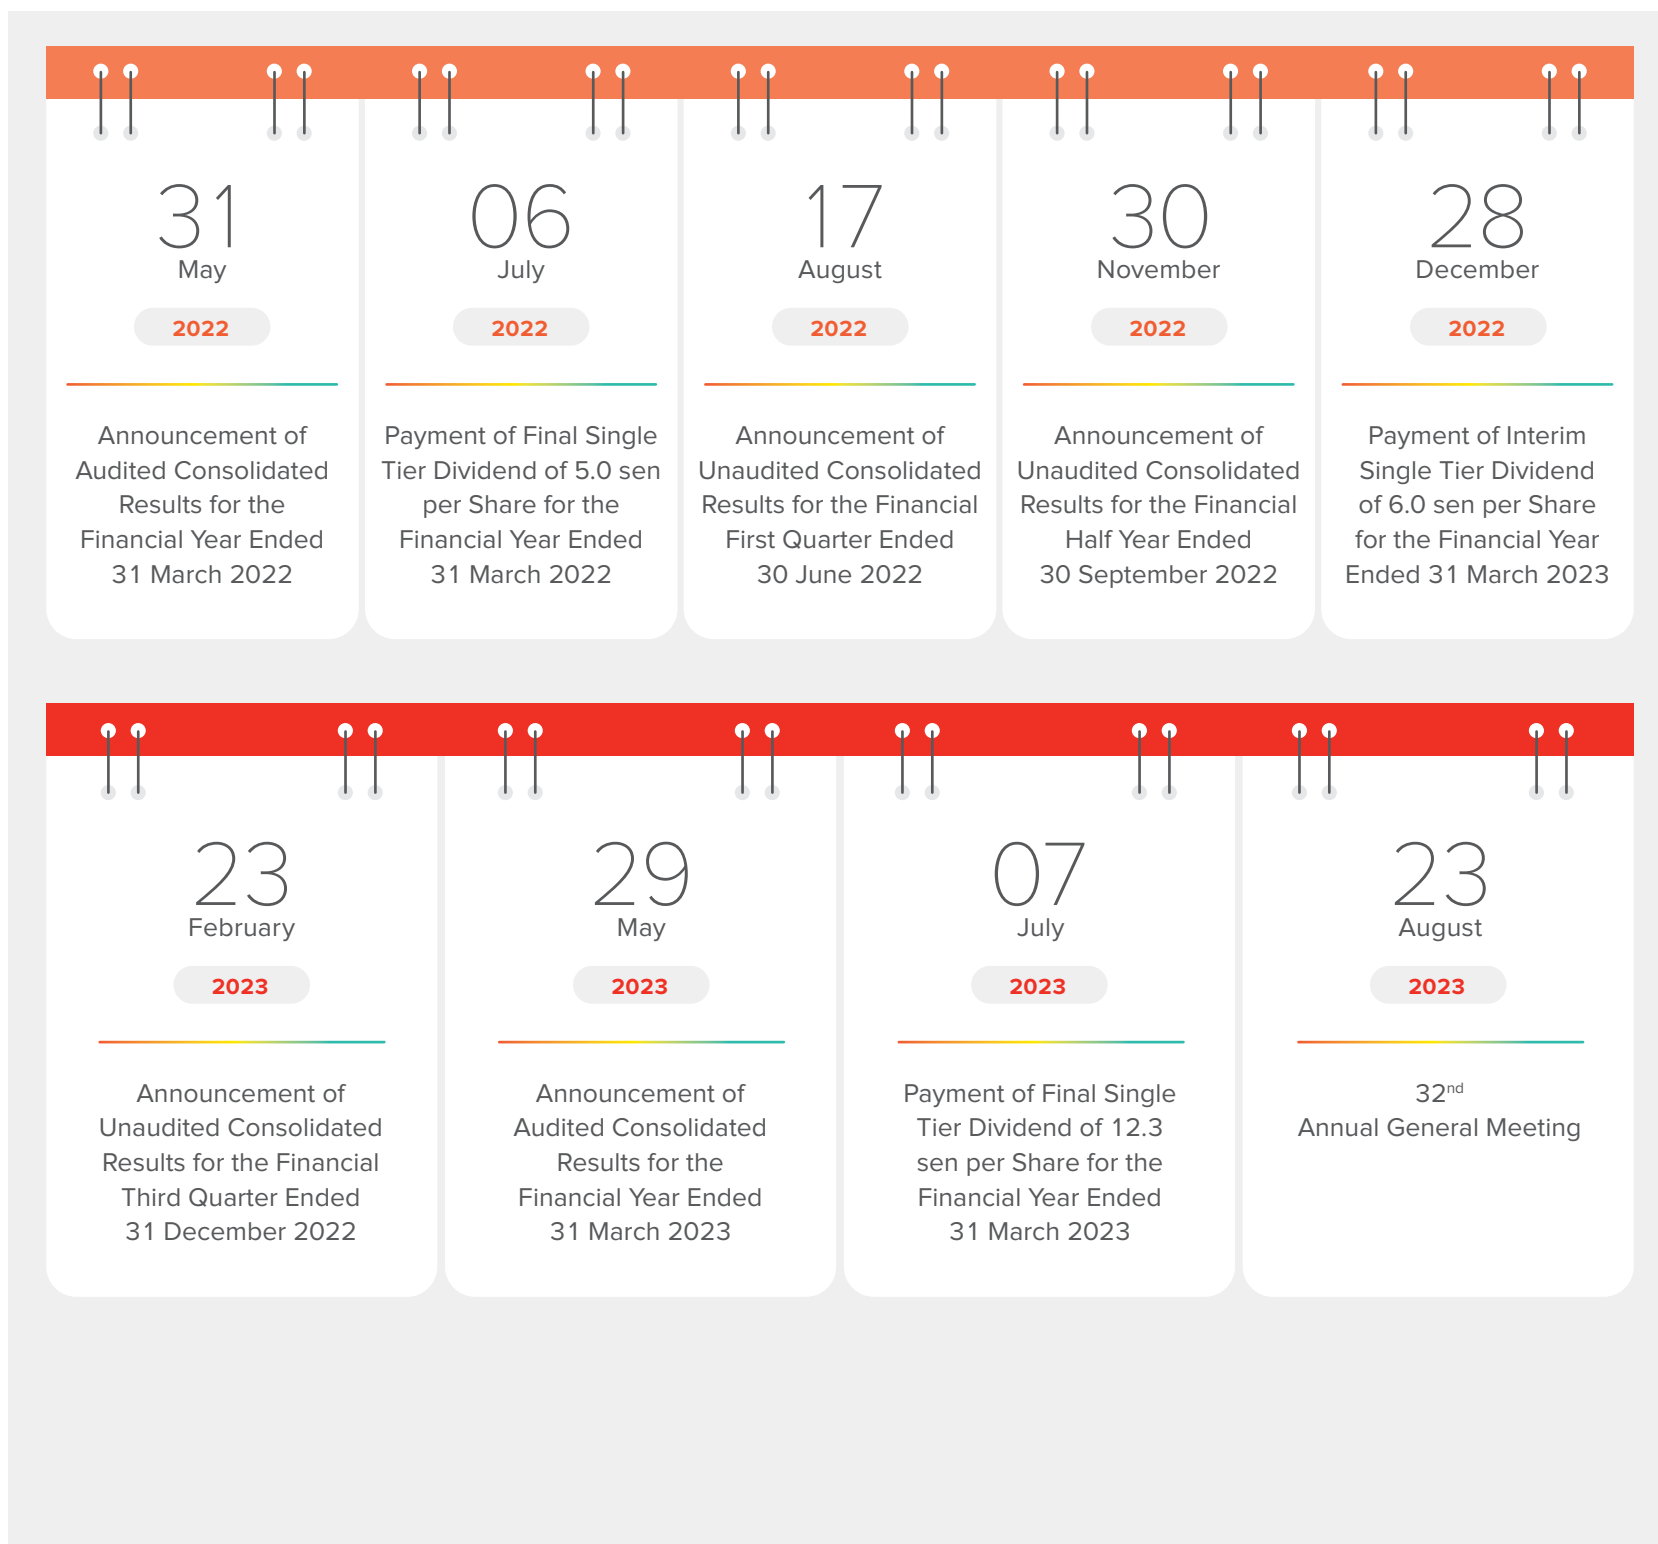 31
May
2022
Announcement of
Audited Consolidated
Results for the
Financial Year Ended
31 March 2022
06
July
2022
Payment of Final Single
Tier Dividend of 5.0 sen
per Share for the
Financial Year Ended
31 March 2022
17
August
2022
Announcement of
Unaudited Consolidated
Results for the Financial
First Quarter Ended
30 June 2022
30
November
2022
Announcement of
Unaudited Consolidated
Results for the Financial
Half Year Ended
30 September 2022
28
December
2022
Payment of Interim
Single Tier Dividend
of 6.0 sen per Share
for the Financial Year
Ended 31 March 2023
23
February
2023
Announcement of
Unaudited Consolidated
Results for the Financial
Third Quarter Ended
31 December 2022
29
May
2023
Announcement of
Audited Consolidated
Results for the
Financial Year Ended
31 March 2023
07
July
2023
Payment of Final Single
Tier Dividend of 12.3
sen per Share for the
Financial Year Ended
31 March 2023
23
August
2023
32nd
Annual General Meeting